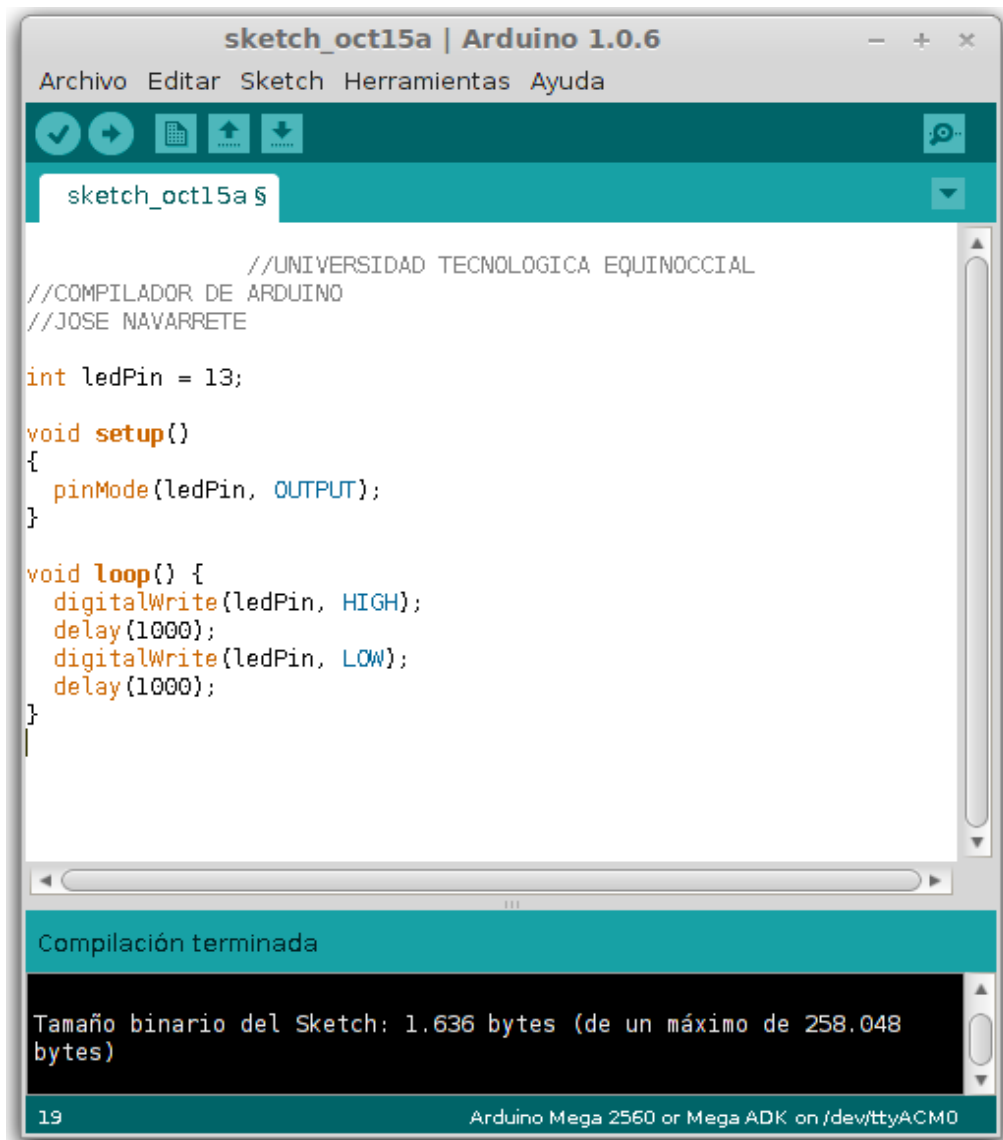 sketch_oct15a | Arduino 1.0.6
Archivo Editar Sketch Herramientas Ayuda
sketch_oct15a §
//UNIVERSIDAD TECNOLOGICA EQUINOCCIAL
//COMPILADOR DE ARDUINO
//JOSE NAVARRETE
int ledPin = 13;
void setup()
{
pinMode(ledPin, OUTPUT);
}
void loop() {
digitalWrite(ledPin, HIGH);
delay(1000);
digitalWrite(ledPin, LOW);
delay(1000);
}
Compilación terminada
Tamaño binario del Sketch: 1.636 bytes (de un máximo de 258.048
bytes)
19 Arduino Mega 2560 or Mega ADK on /dev/ttyACM0